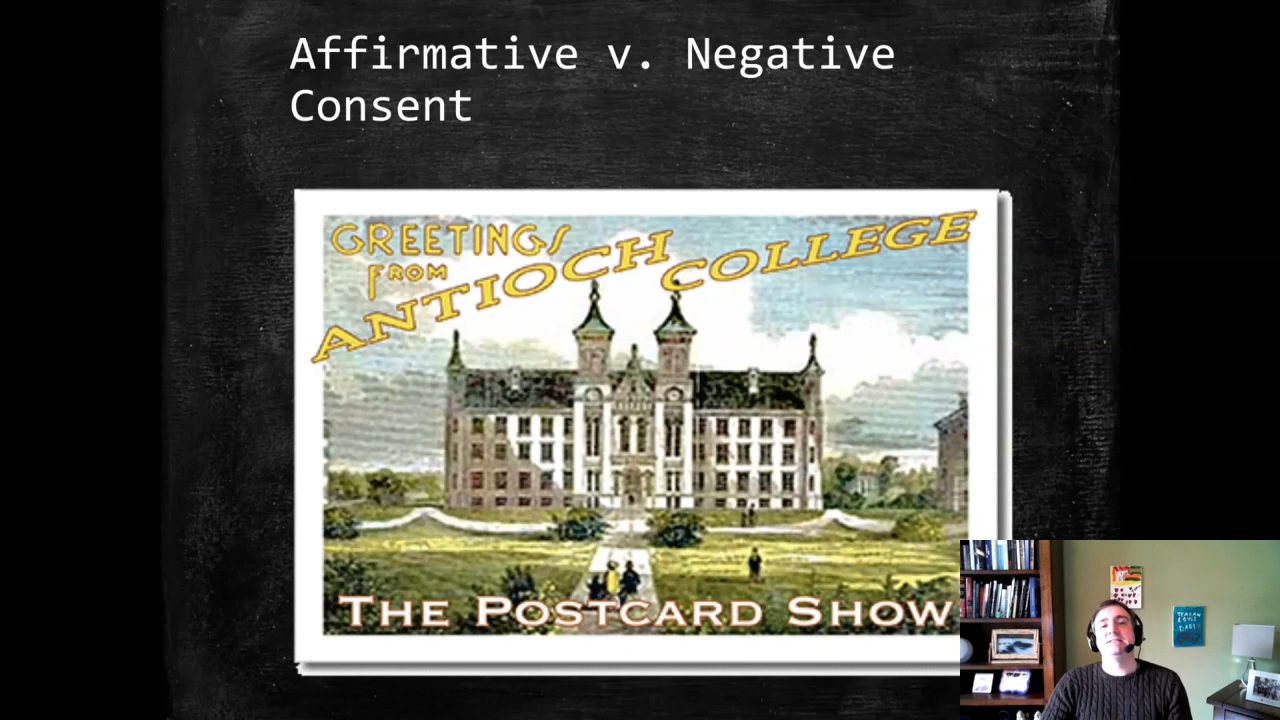 Affirmative v. Negative
Consent
GREETINGS
FROM
ANTIOCH COLLEGE
THE POSTCARD SHOW